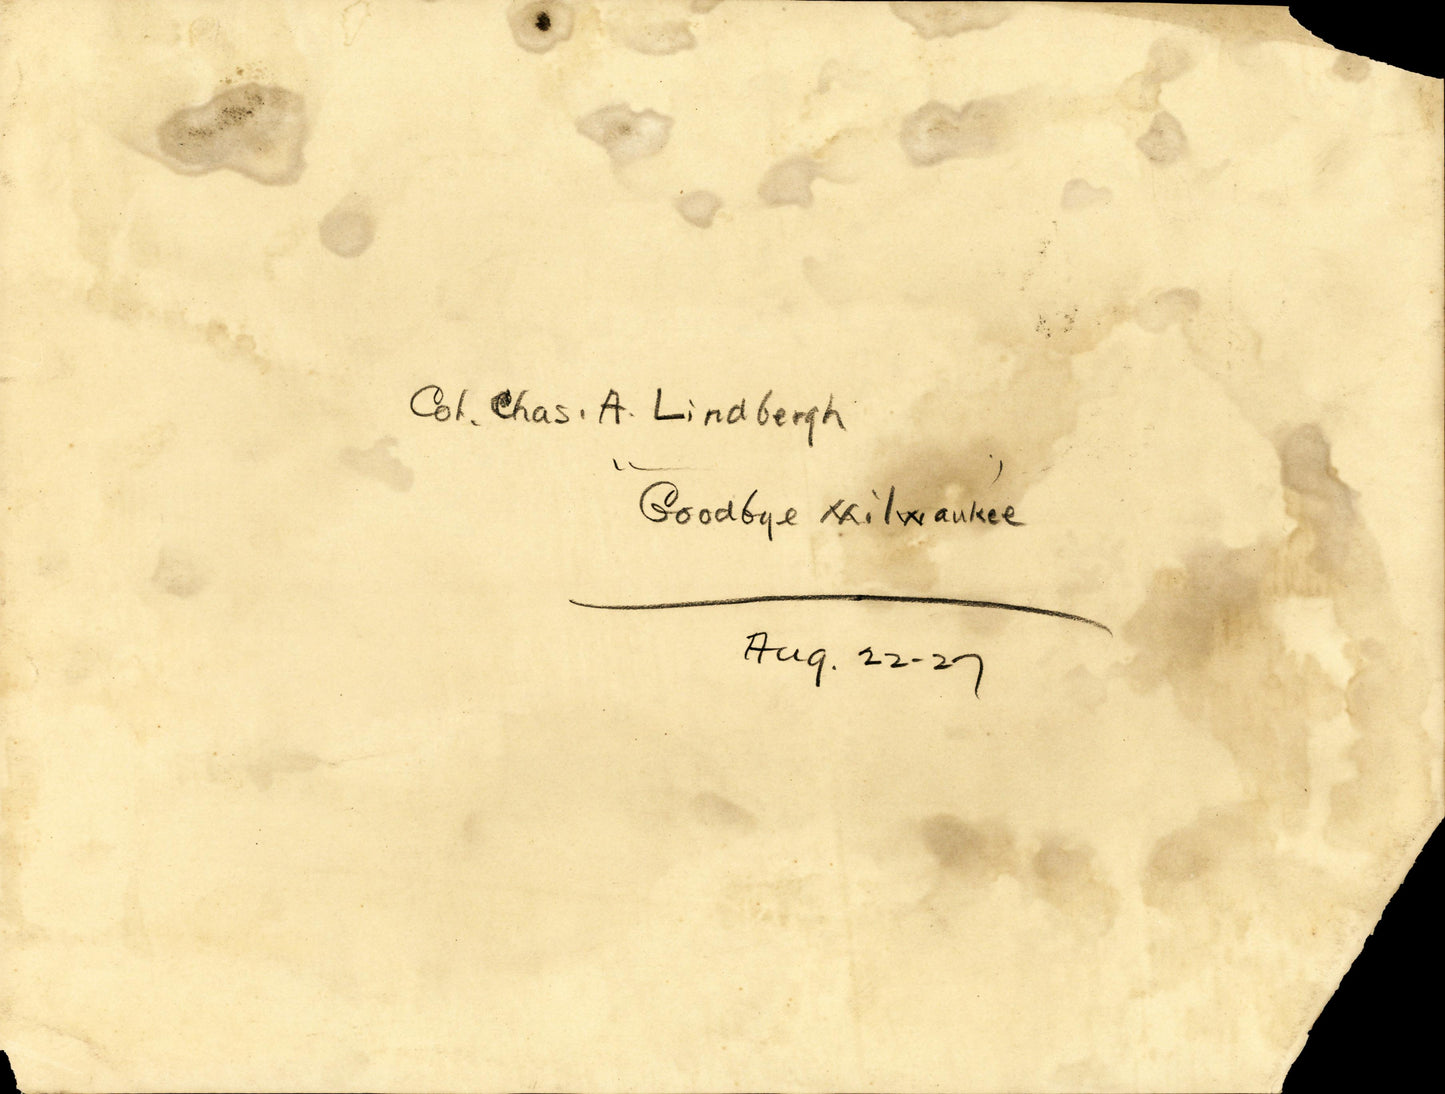 Col. Chas. A. Lindbergh
"Goodbye Milwaukee"
Aug. 22-27